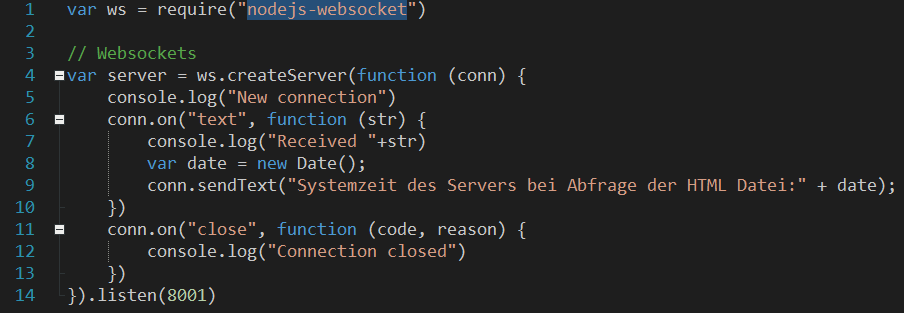 1 var ws = require("nodejs-websocket")
2
3 // Websockets
4 var server = ws.createServer(function (conn) {
5     console.log("New connection")
6     conn.on("text", function (str) {
7         console.log("Received "+str)
8         var date = new Date();
9         conn.sendText("Systemzeit des Servers bei Abfrage der HTML Datei:" + date);
10     })
11     conn.on("close", function (code, reason) {
12         console.log("Connection closed")
13     })
14 }).listen(8001)